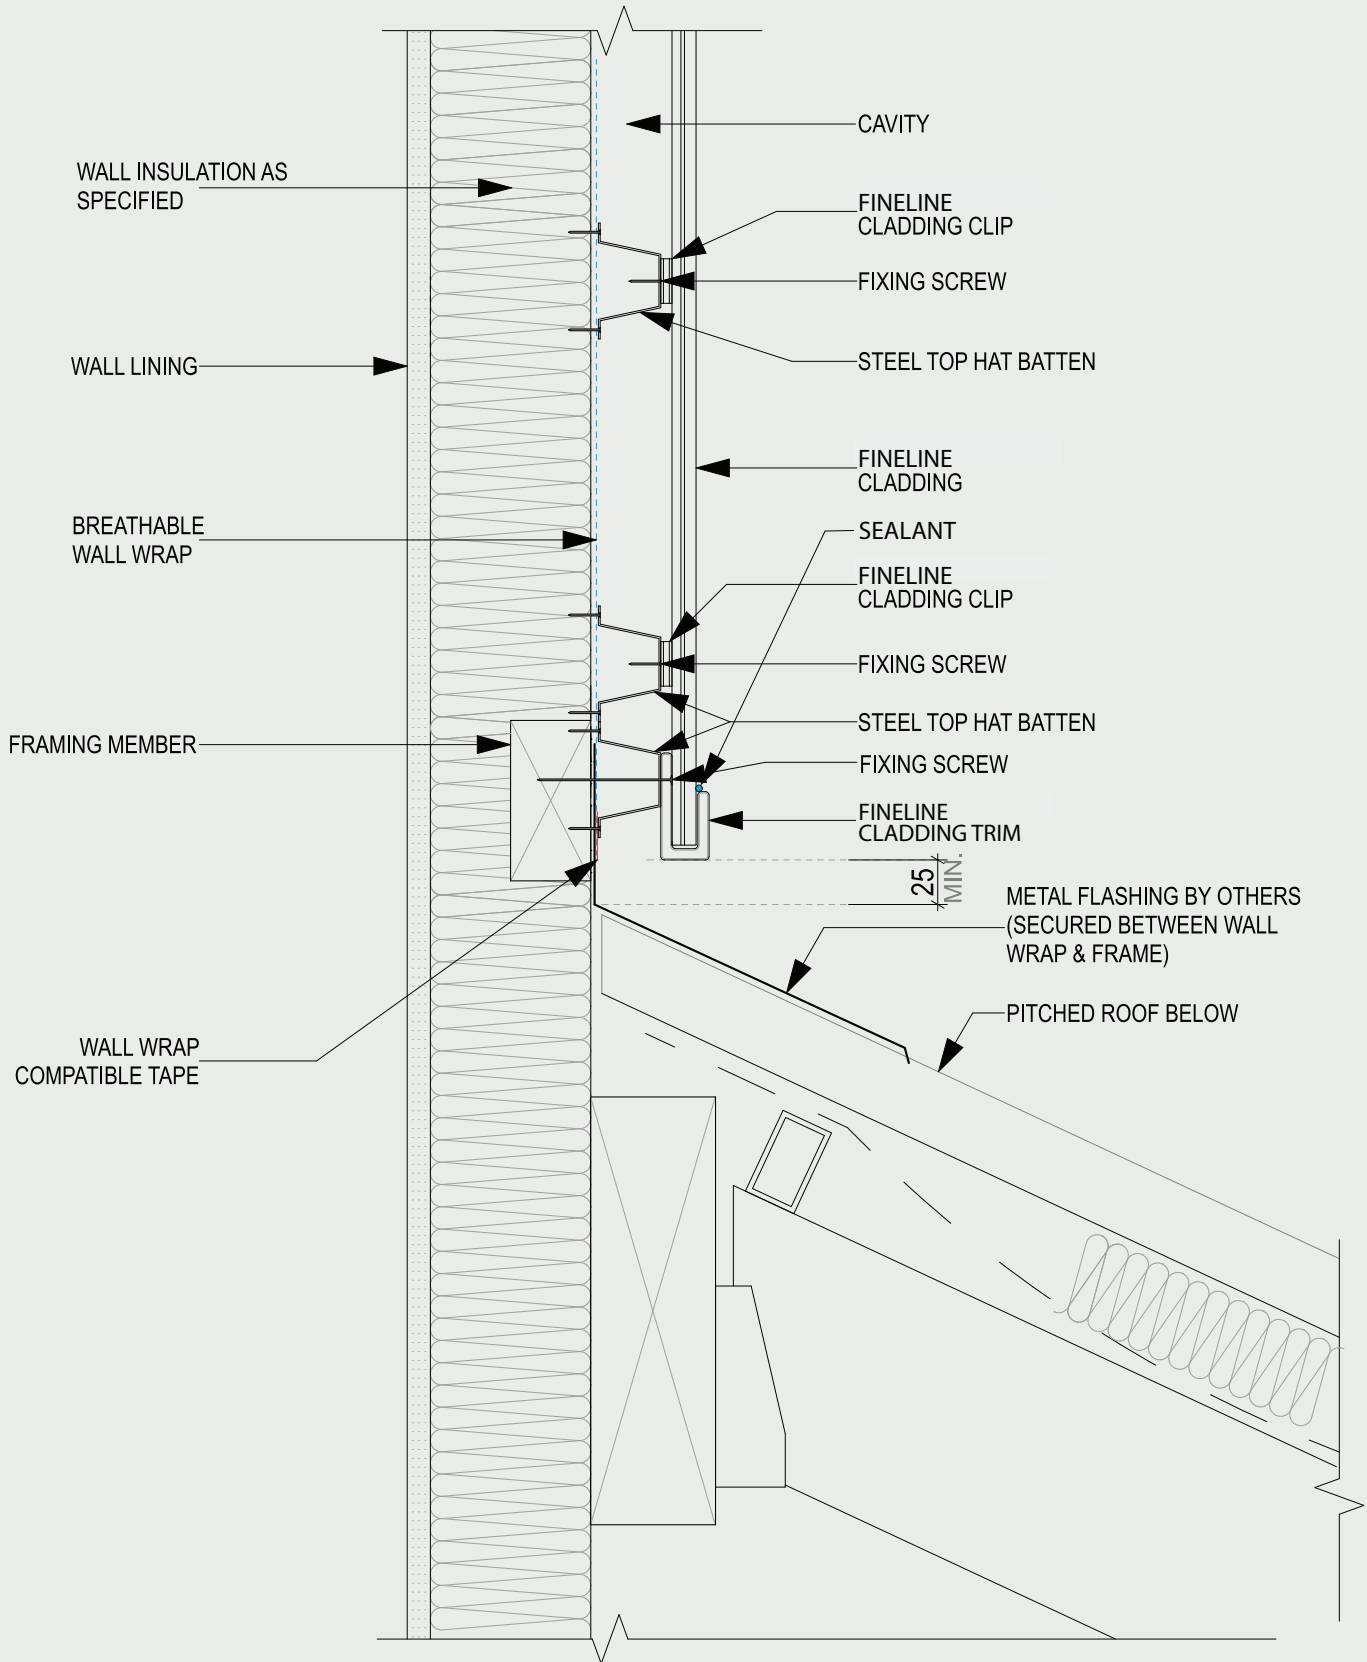 CAVITY
WALL INSULATION AS
SPECIFIED
FINELINE
CLADDING CLIP
FIXING SCREW
WALL LINING
STEEL TOP HAT BATTEN
FINELINE
CLADDING
BREATHABLE
WALL WRAP
SEALANT
FINELINE
CLADDING CLIP
FIXING SCREW
STEEL TOP HAT BATTEN
FRAMING MEMBER
FIXING SCREW
FINELINE
CLADDING TRIM
25
MIN.
METAL FLASHING BY OTHERS
(SECURED BETWEEN WALL
WRAP & FRAME)
PITCHED ROOF BELOW
WALL WRAP
COMPATIBLE TAPE